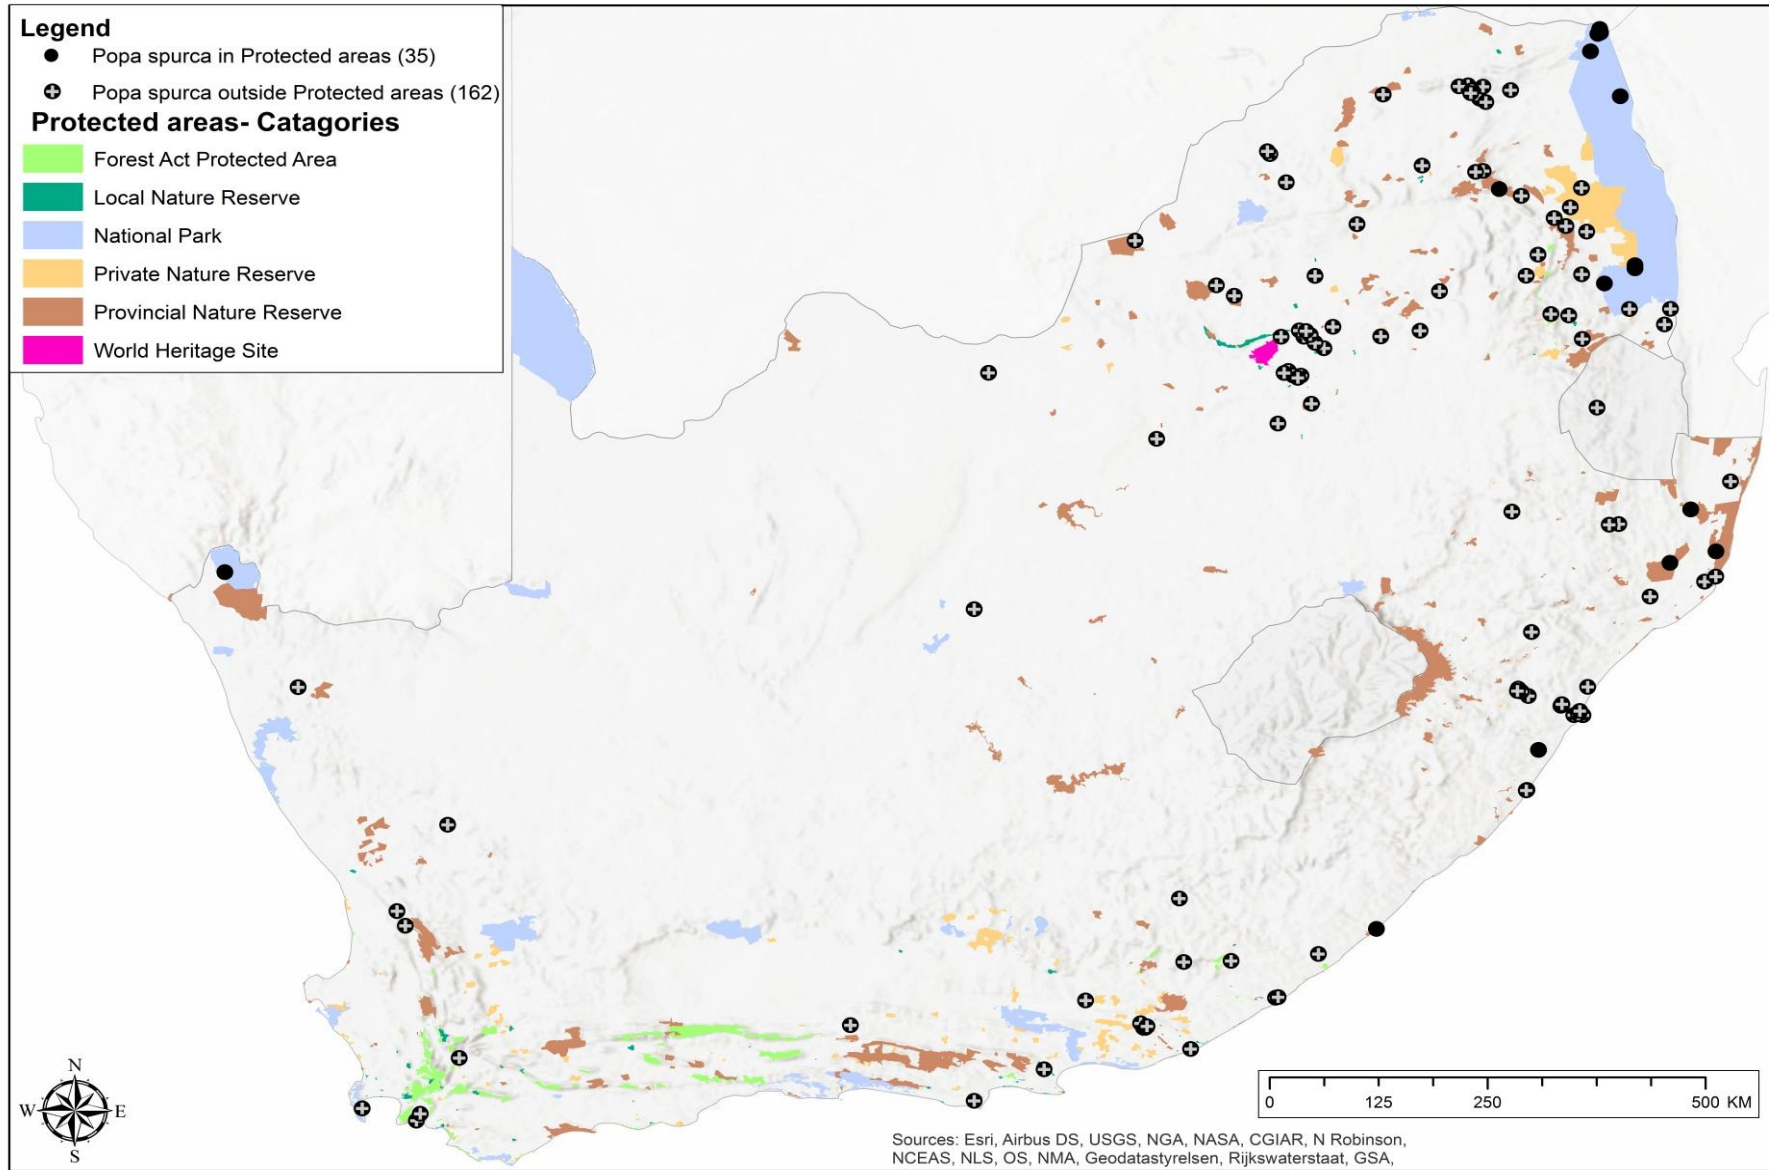 Legend
Popa spurca in Protected areas (35)
Popa spurca outside Protected areas (162)
Protected areas- Catagories
Forest Act Protected Area
Local Nature Reserve
National Park
Private Nature Reserve
Provincial Nature Reserve
World Heritage Site
N
W E
S
0 125 250 500 KM
Sources: Esri, Airbus DS, USGS, NGA, NASA, CGIAR, N Robinson,
NCEAS, NLS, OS, NMA, Geodatastyrelsen, Rijkswaterstaat, GSA,